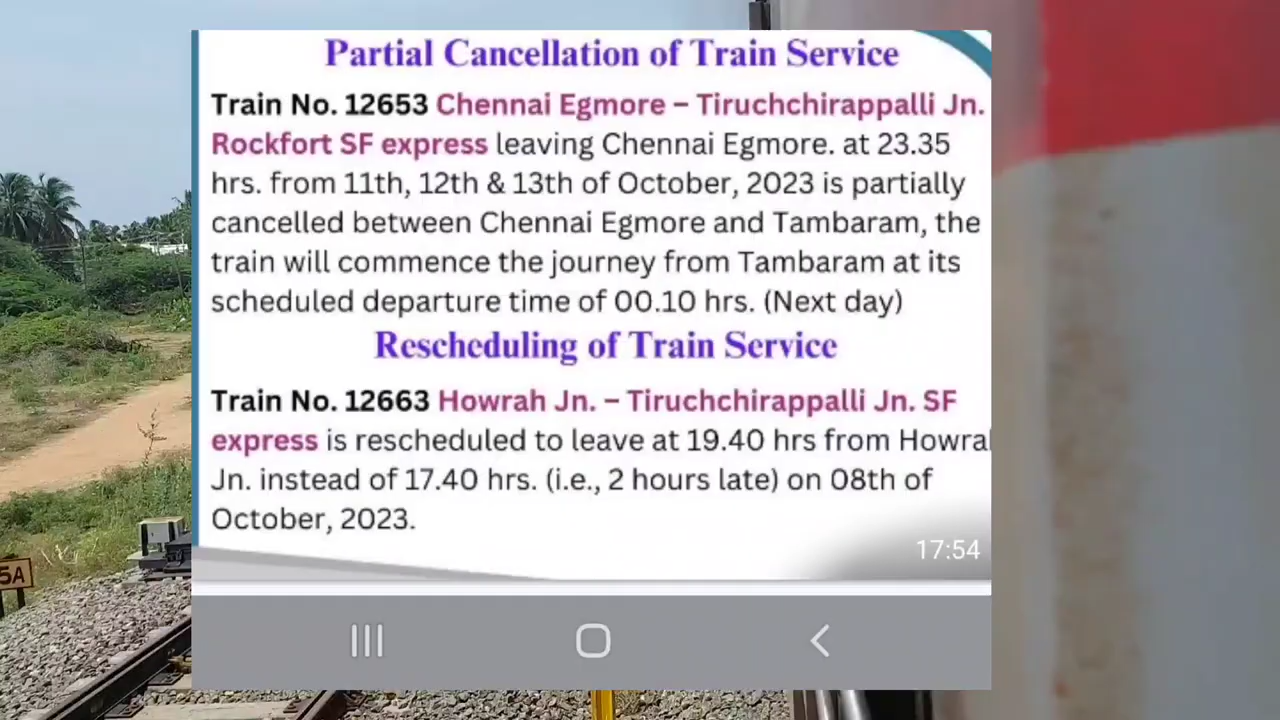 Partial Cancellation of Train Service
Train No. 12653 Chennai Egmore – Tiruchchirappalli Jn.
Rockfort SF express leaving Chennai Egmore. at 23.35
hrs. from 11th, 12th & 13th of October, 2023 is partially
cancelled between Chennai Egmore and Tambaram, the
train will commence the journey from Tambaram at its
scheduled departure time of 00.10 hrs. (Next day)
Rescheduling of Train Service
Train No. 12663 Howrah Jn. – Tiruchchirappalli Jn. SF
express is rescheduled to leave at 19.40 hrs from Howra
Jn. instead of 17.40 hrs. (i.e., 2 hours late) on 08th of
October, 2023.
17:54
5A